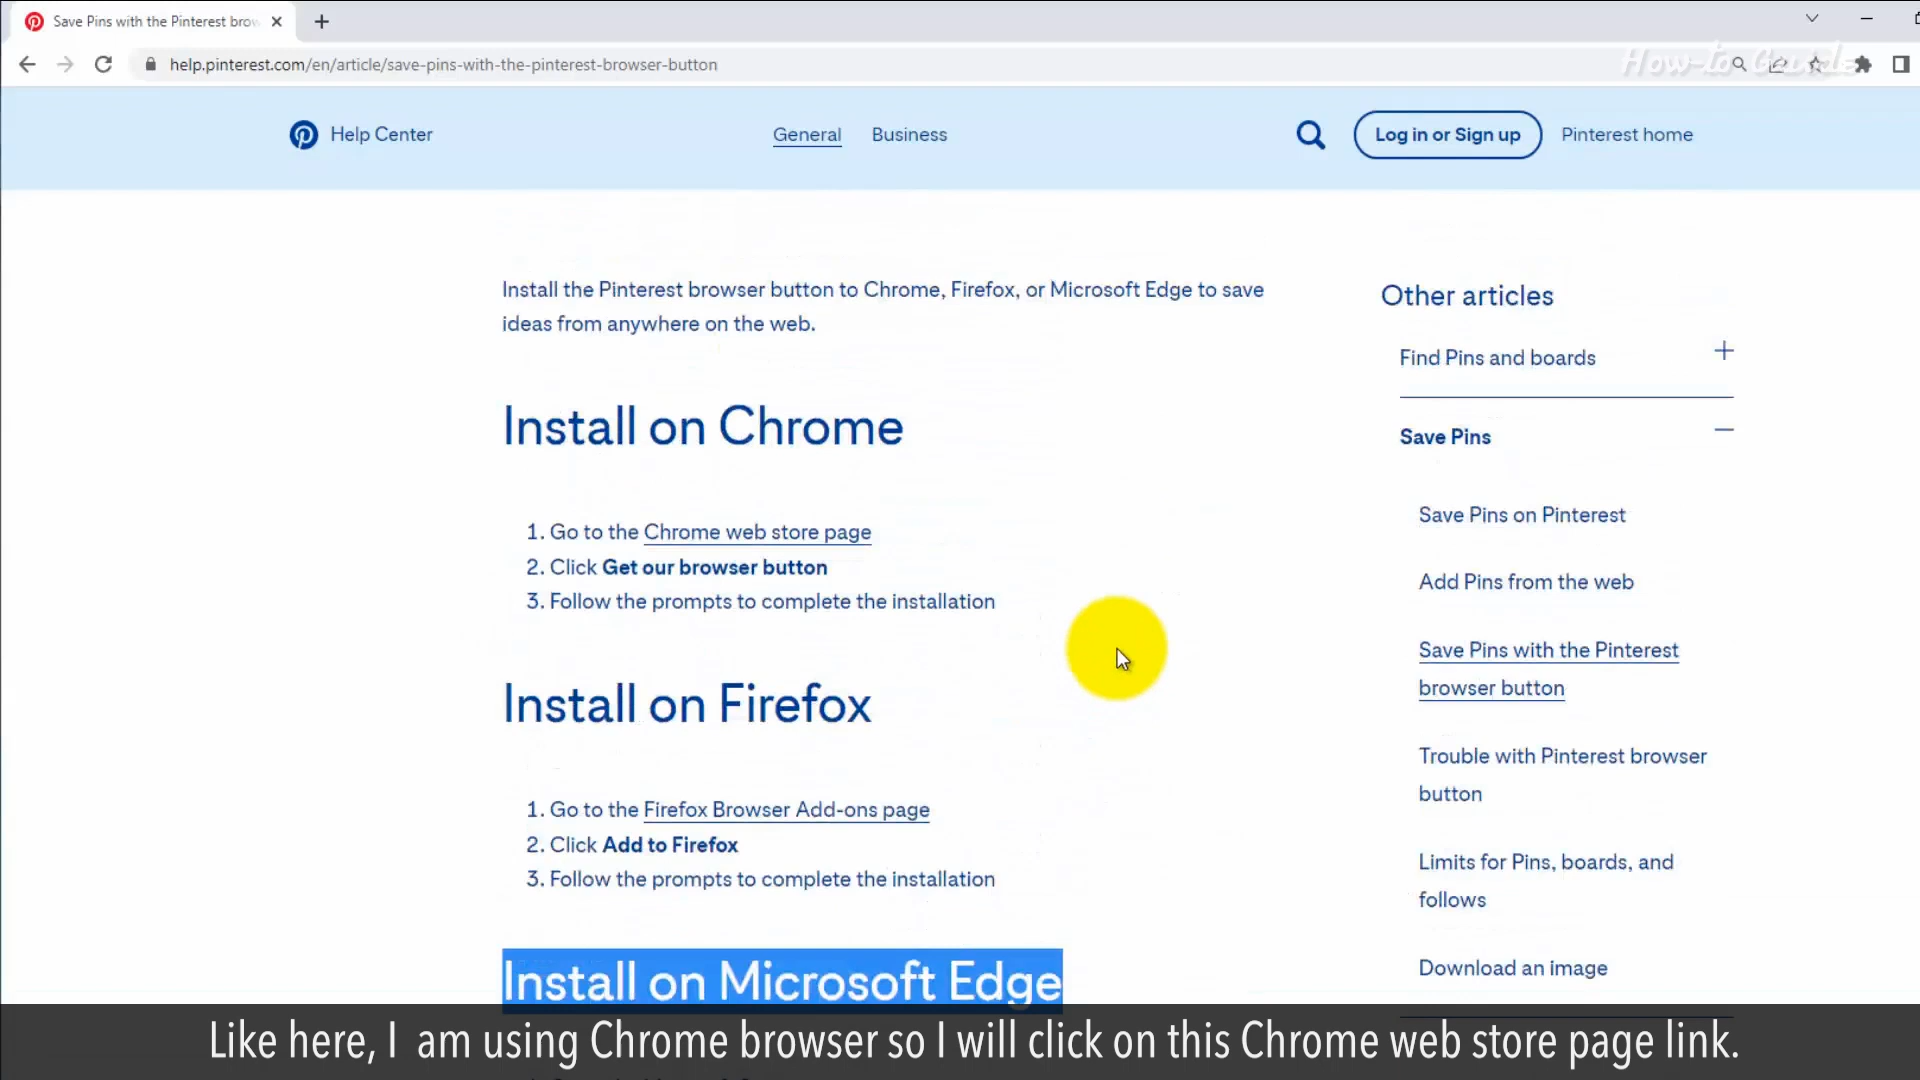 Save Pins with the Pinterest brow
help.pinterest.com/en/article/save-pins-with-the-pinterest-browser-button
How-to Guide
Help Center
General
Business
Log in or Sign up
Pinterest home
Install the Pinterest browser button to Chrome, Firefox, or Microsoft Edge to save
ideas from anywhere on the web.
Install on Chrome
1. Go to the Chrome web store page
2. Click Get our browser button
3. Follow the prompts to complete the installation
Install on Firefox
1. Go to the Firefox Browser Add-ons page
2. Click Add to Firefox
3. Follow the prompts to complete the installation
Install on Microsoft Edge
Other articles
Find Pins and boards
Save Pins
Save Pins on Pinterest
Add Pins from the web
Save Pins with the Pinterest
browser button
Trouble with Pinterest browser
button
Limits for Pins, boards, and
follows
Download an image
Like here, I am using Chrome browser so I will click on this Chrome web store page link.